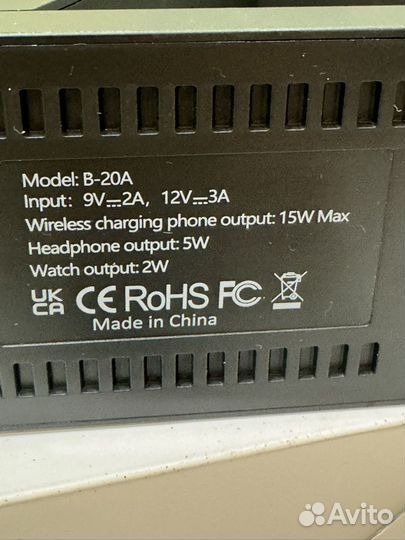 Model: B-20A
Input: 9V⎓2A, 12V⎓3A
Wireless charging phone output: 15W Max
Headphone output: 5W
Watch output: 2W
UK CA CE RoHS FC
Made in China
Avito